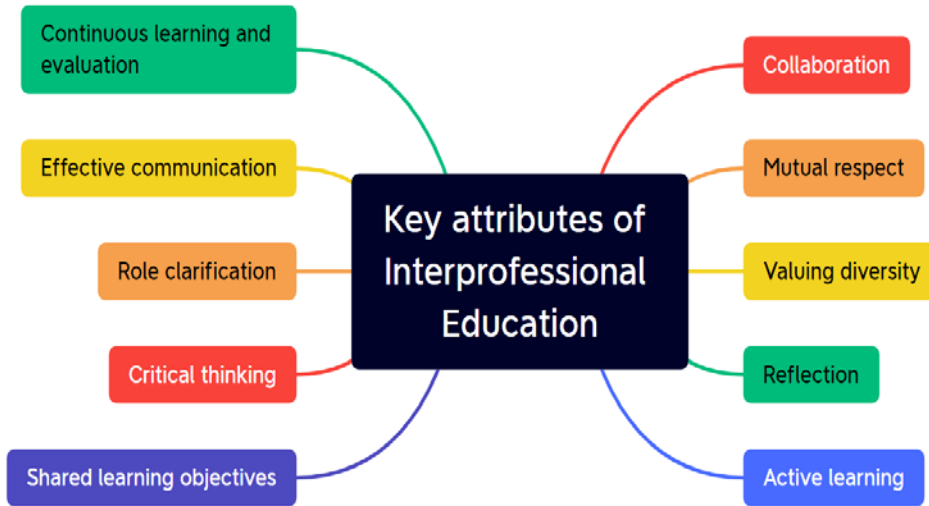 Continuous learning and
evaluation
Effective communication
Role clarification
Critical thinking
Shared learning objectives
Key attributes of
Interprofessional
Education
Collaboration
Mutual respect
Valuing diversity
Reflection
Active learning